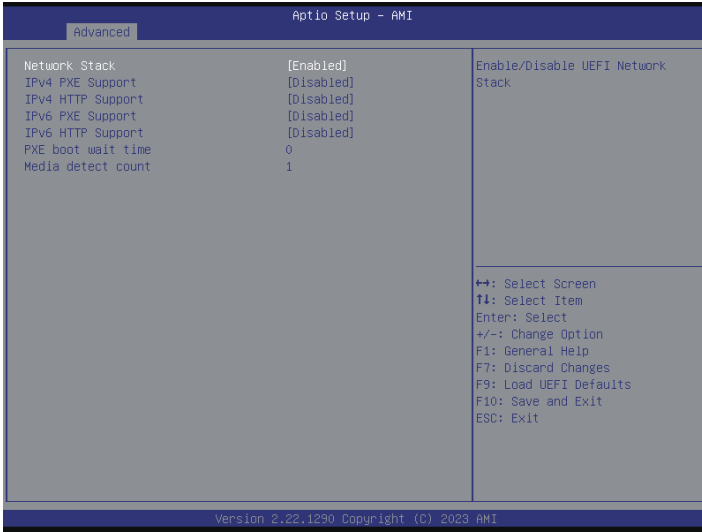 Aptio Setup – AMI
Advanced
Network Stack [Enabled]
IPv4 PXE Support [Disabled]
IPv4 HTTP Support [Disabled]
IPv6 PXE Support [Disabled]
IPv6 HTTP Support [Disabled]
PXE boot wait time 0
Media detect count 1
Enable/Disable UEFI Network
Stack
↔: Select Screen
↑↓: Select Item
Enter: Select
+/-: Change Option
F1: General Help
F7: Discard Changes
F9: Load UEFI Defaults
F10: Save and Exit
ESC: Exit
Version 2.22.1290 Copyright (C) 2023 AMI